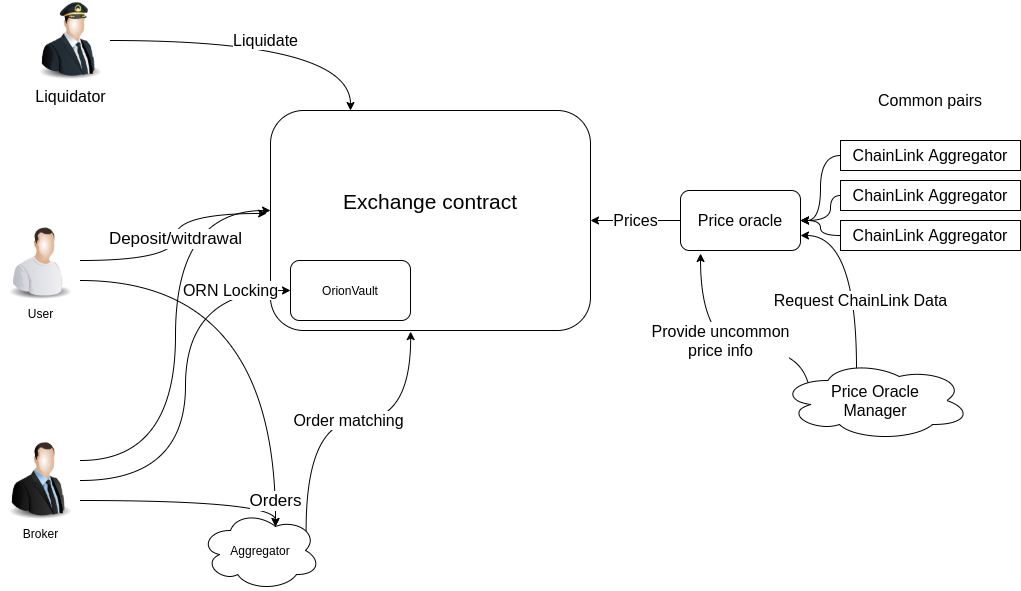 Liquidate
Liquidator
Common pairs
ChainLink Aggregator
ChainLink Aggregator
ChainLink Aggregator
Exchange contract
Prices
Price oracle
Deposit/witdrawal
User
ORN Locking
OrionVault
Request ChainLink Data
Provide uncommon
price info
Price Oracle
Manager
Order matching
Orders
Broker
Aggregator